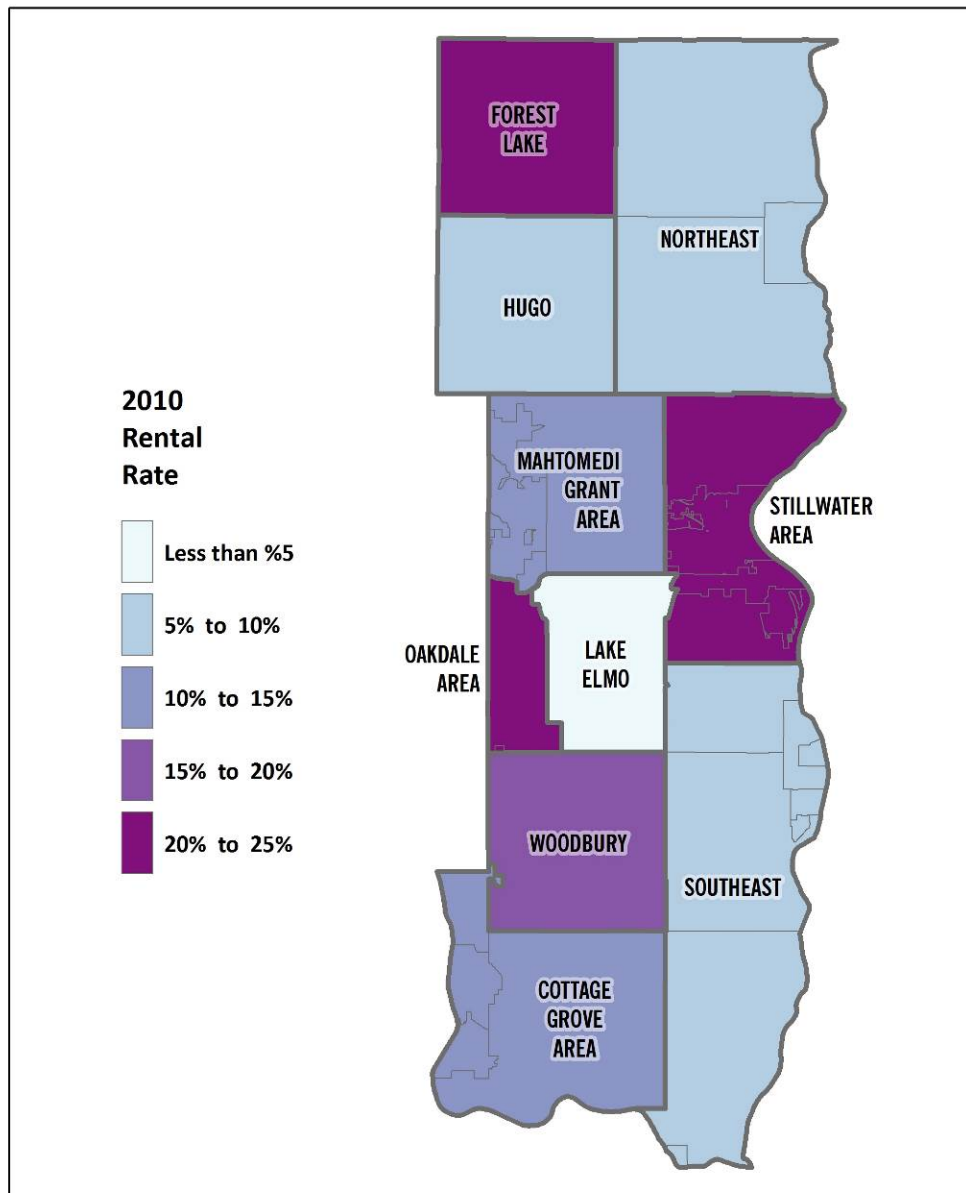 FOREST
LAKE
NORTHEAST
HUGO
2010
Rental
Rate
Less than %5
5% to 10%
10% to 15%
15% to 20%
20% to 25%
MAHTOMEDI
GRANT
AREA
STILLWATER
AREA
OAKDALE
AREA
LAKE
ELMO
WOODBURY
SOUTHEAST
COTTAGE
GROVE
AREA